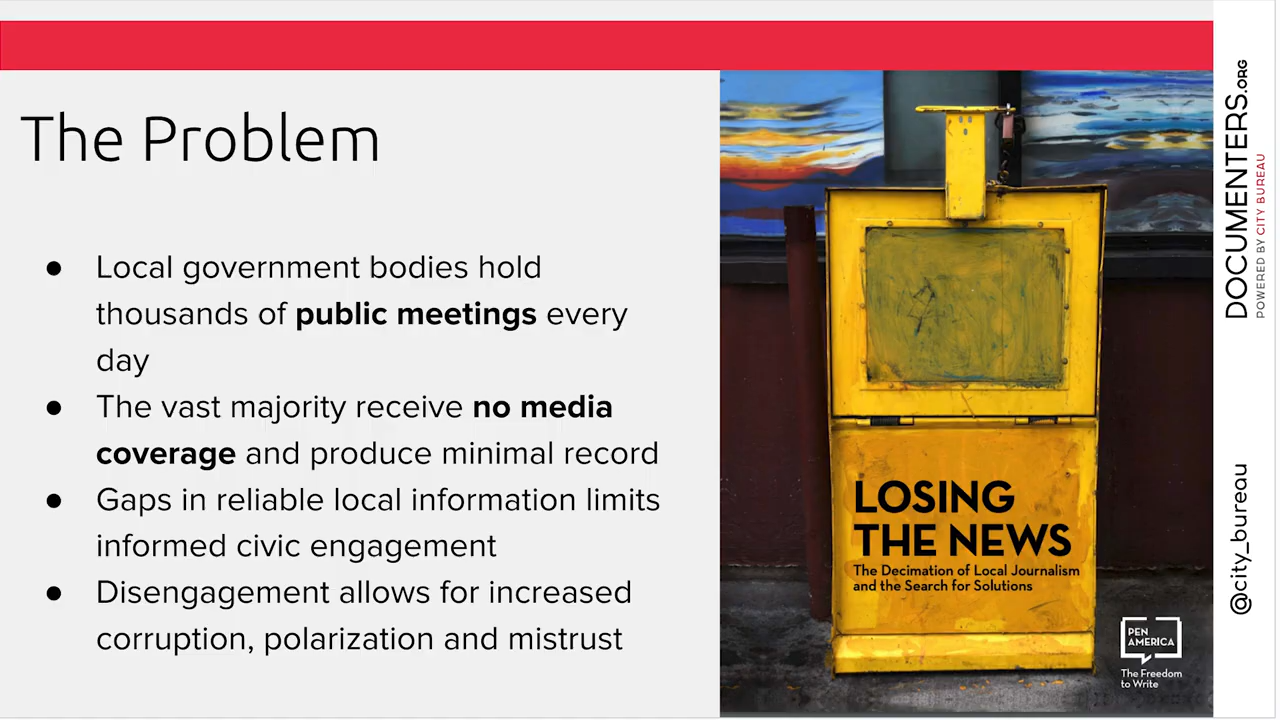 The Problem
● Local government bodies hold
thousands of public meetings every
day
● The vast majority receive no media
coverage and produce minimal record
● Gaps in reliable local information limits
informed civic engagement
● Disengagement allows for increased
corruption, polarization and mistrust
LOSING
THE NEWS
The Decimation of Local Journalism
and the Search for Solutions
PEN
AMERICA
The Freedom
to Write
DOCUMENTERS.ORG
POWERED BY CITY BUREAU
@city_bureau